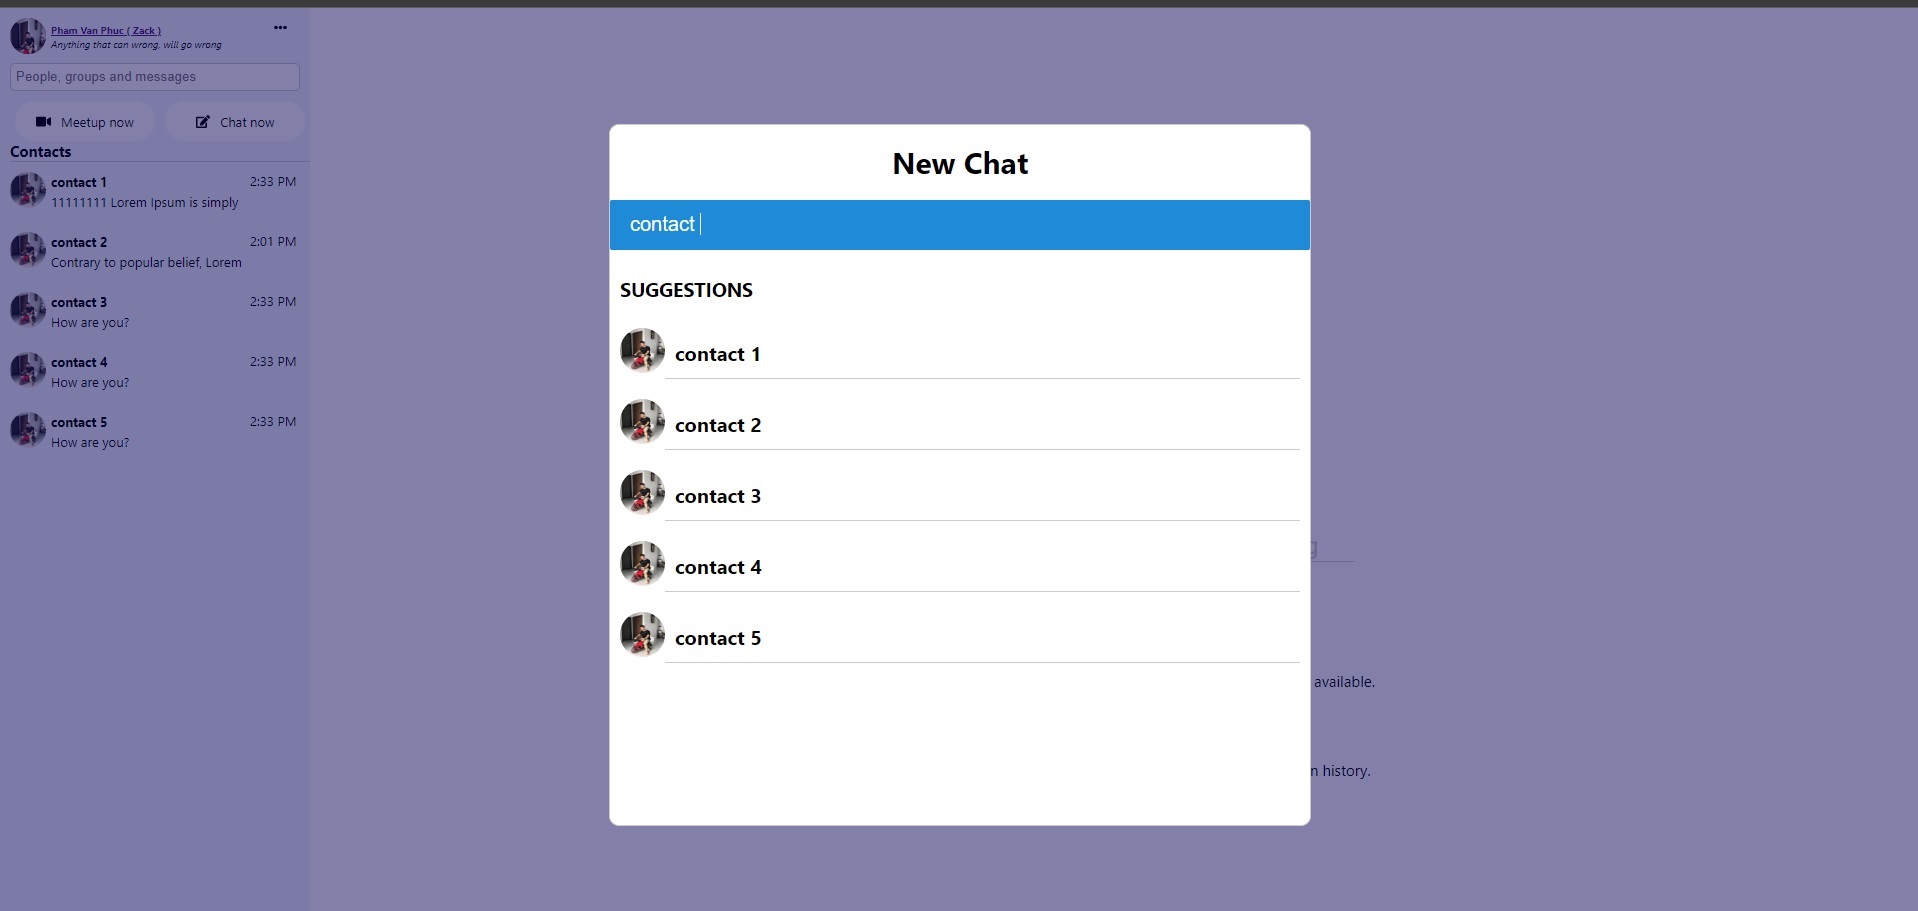 Pham Van Phuc ( Zack )
Anything that can wrong, will go wrong
People, groups and messages
Meetup now
Chat now
Contacts
contact 1 2:33 PM
11111111 Lorem Ipsum is simply
contact 2 2:01 PM
Contrary to popular belief, Lorem
contact 3 2:33 PM
How are you?
contact 4 2:33 PM
How are you?
contact 5 2:33 PM
How are you?
New Chat
contact
SUGGESTIONS
contact 1
contact 2
contact 3
contact 4
contact 5
available.
history.